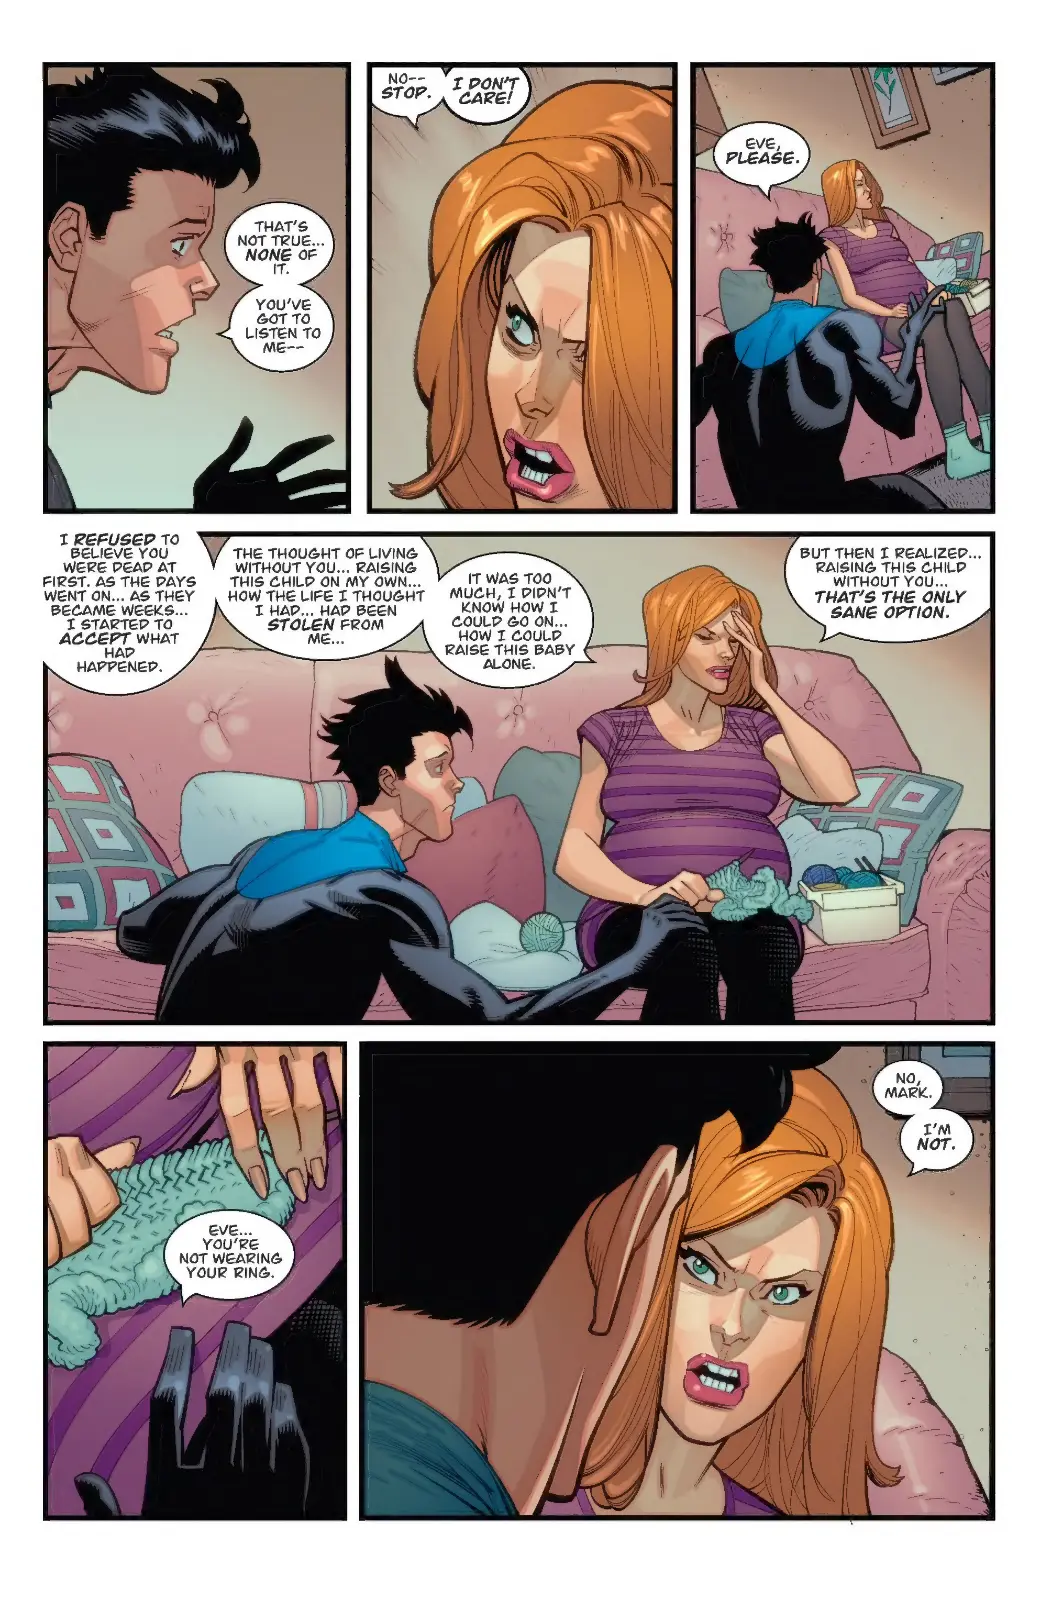 THAT'S
NOT TRUE...
NONE OF
IT.
YOU'VE
GOT TO
LISTEN TO
ME--
NO--
STOP.
I DON'T
CARE!
EVE,
PLEASE.
I REFUSED TO
BELIEVE YOU
WERE DEAD AT
FIRST. AS THE DAYS
WENT ON... AS THEY
BECAME WEEKS...
I STARTED TO
ACCEPT WHAT
HAD
HAPPENED.
THE THOUGHT OF LIVING
WITHOUT YOU... RAISING
THIS CHILD ON MY OWN...
HOW THE LIFE I THOUGHT
I HAD... HAD BEEN
STOLEN FROM
ME...
IT WAS TOO
MUCH, I DIDN'T
KNOW HOW I
COULD GO ON...
HOW I COULD
RAISE THIS BABY
ALONE.
BUT THEN I REALIZED...
RAISING THIS CHILD
WITHOUT YOU...
THAT'S THE ONLY
SANE OPTION.
EVE...
YOU'RE
NOT WEARING
YOUR RING.
NO,
MARK.
I'M
NOT.